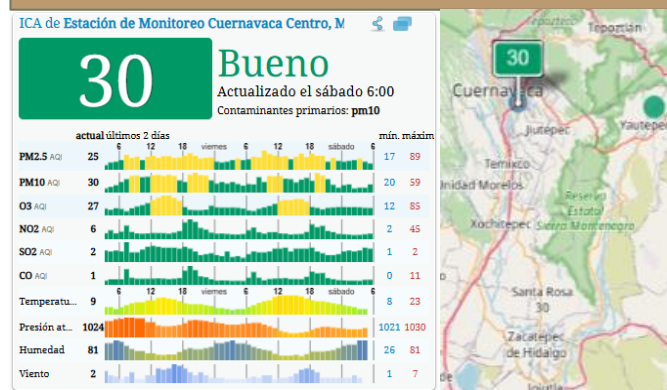 ICA de Estación de Monitoreo Cuernavaca Centro, M
30
Bueno
Actualizado el sábado 6:00
Contaminantes primarios: pm10
actual últimos 2 días mín. máxim
6 12 18 viernes 6 12 18 sábado 6
PM2.5 AQI 25 17 89
PM10 AQI 30 20 59
O3 AQI 27 12 85
NO2 AQI 6 2 45
SO2 AQI 2 1 2
CO AQI 1 0 11
6 12 18 viernes 6 12 18 sábado 6
Temperatu... 9 8 23
Presión at... 1024 1021 1030
Humedad 81 26 81
Viento 2 1 7
Tepozteco
Tepoztlán
30
Cuernavaca
Yautepec
Jiutepec
Temixco
Unidad Morelos
Reserva
Estatal
Xochitepec Sierra Montenegro
Santa Rosa
30
Zacatepec
de Hidalgo
Jojutla